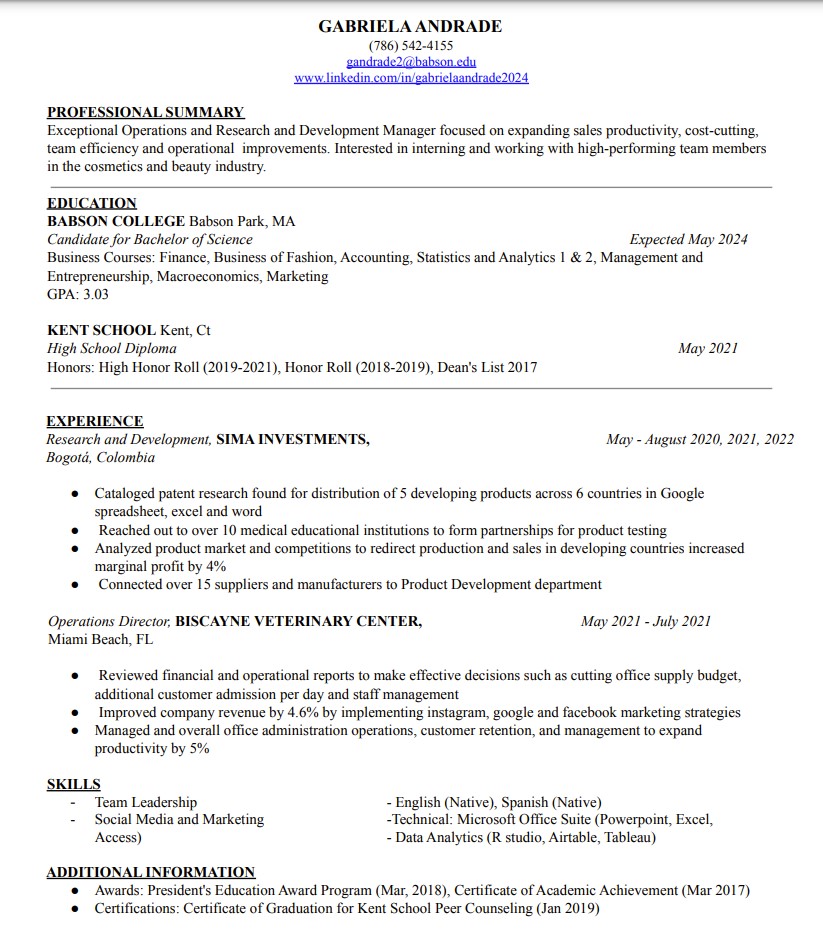 GABRIELA ANDRADE
(786) 542-4155
gandrade2@babson.edu
www.linkedin.com/in/gabrielaandrade2024
PROFESSIONAL SUMMARY
Exceptional Operations and Research and Development Manager focused on expanding sales productivity, cost-cutting,
team efficiency and operational improvements. Interested in interning and working with high-performing team members
in the cosmetics and beauty industry.
EDUCATION
BABSON COLLEGE Babson Park, MA
Candidate for Bachelor of Science Expected May 2024
Business Courses: Finance, Business of Fashion, Accounting, Statistics and Analytics 1 & 2, Management and
Entrepreneurship, Macroeconomics, Marketing
GPA: 3.03
KENT SCHOOL Kent, Ct
High School Diploma May 2021
Honors: High Honor Roll (2019-2021), Honor Roll (2018-2019), Dean's List 2017
EXPERIENCE
Research and Development, SIMA INVESTMENTS, May - August 2020, 2021, 2022
Bogotá, Colombia
● Cataloged patent research found for distribution of 5 developing products across 6 countries in Google
spreadsheet, excel and word
● Reached out to over 10 medical educational institutions to form partnerships for product testing
● Analyzed product market and competitions to redirect production and sales in developing countries increased
marginal profit by 4%
● Connected over 15 suppliers and manufacturers to Product Development department
Operations Director, BISCAYNE VETERINARY CENTER, May 2021 - July 2021
Miami Beach, FL
● Reviewed financial and operational reports to make effective decisions such as cutting office supply budget,
additional customer admission per day and staff management
● Improved company revenue by 4.6% by implementing instagram, google and facebook marketing strategies
● Managed and overall office administration operations, customer retention, and management to expand
productivity by 5%
SKILLS
- Team Leadership - English (Native), Spanish (Native)
- Social Media and Marketing -Technical: Microsoft Office Suite (Powerpoint, Excel,
Access) - Data Analytics (R studio, Airtable, Tableau)
ADDITIONAL INFORMATION
● Awards: President's Education Award Program (Mar, 2018), Certificate of Academic Achievement (Mar 2017)
● Certifications: Certificate of Graduation for Kent School Peer Counseling (Jan 2019)